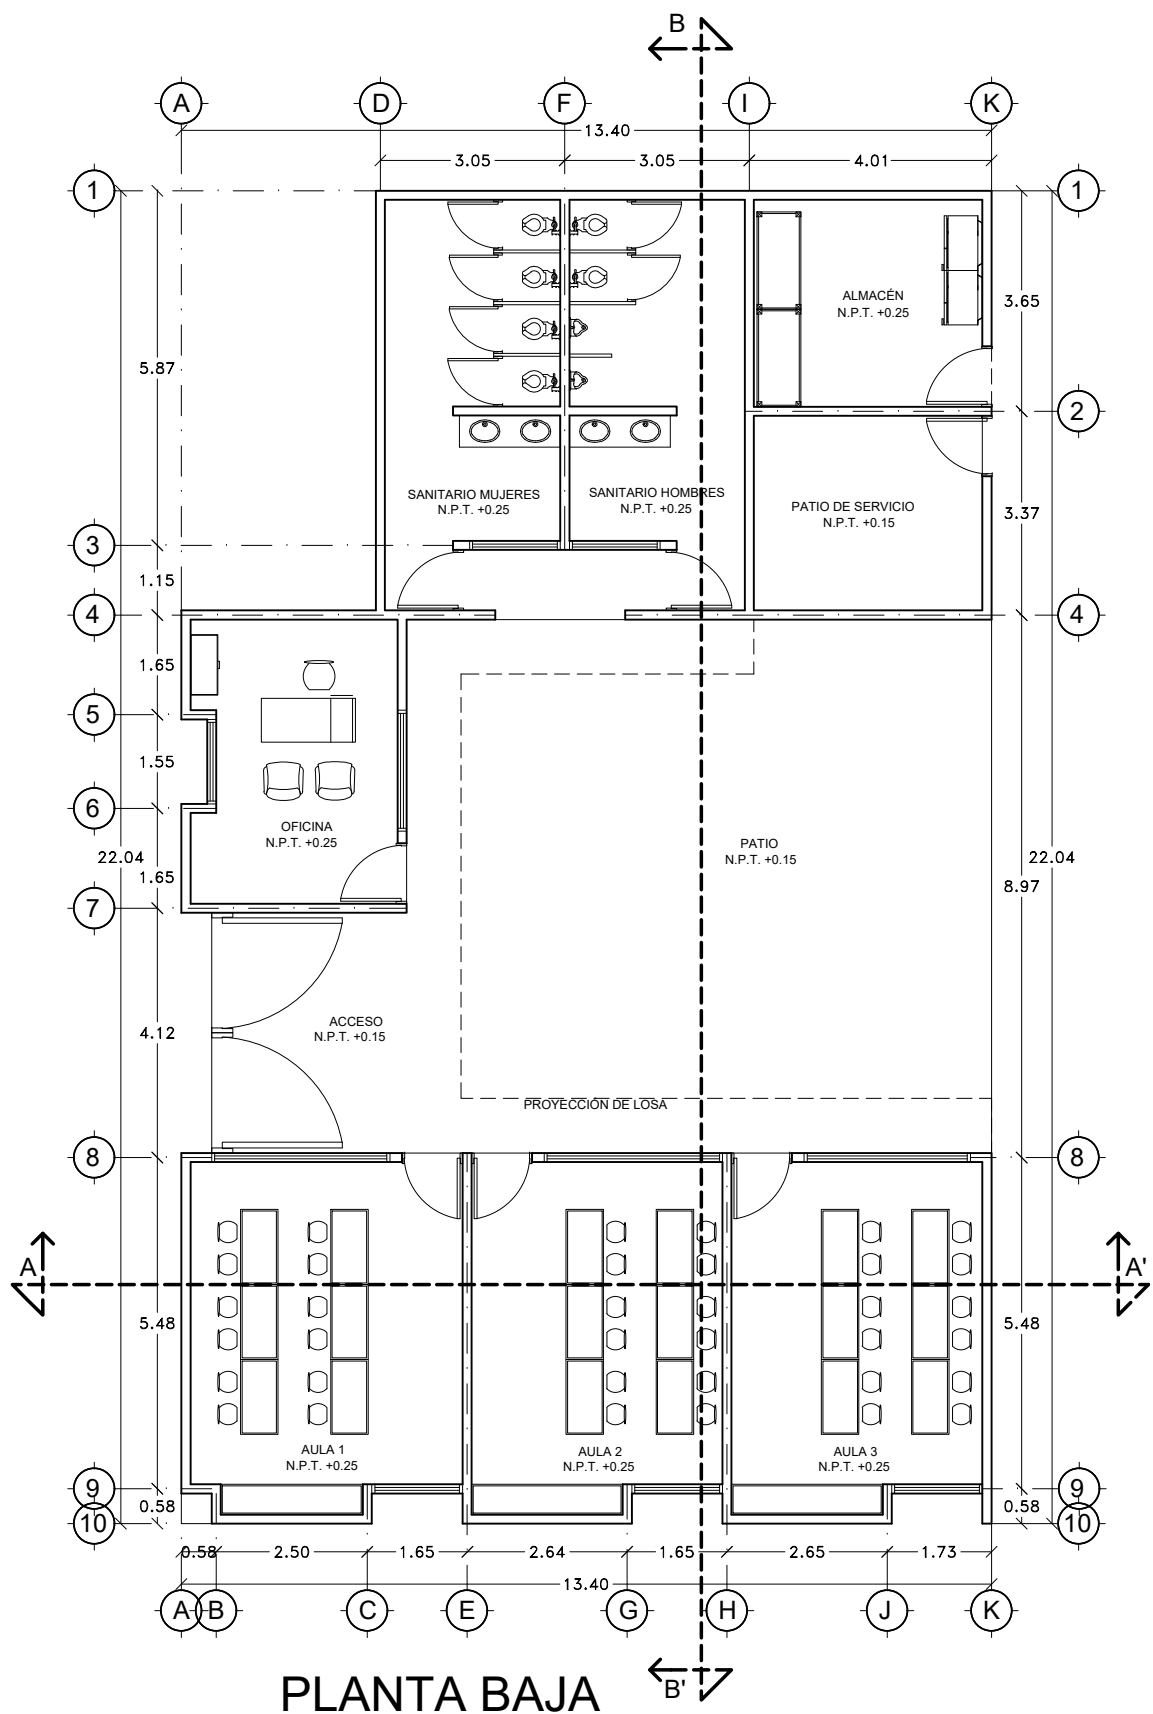 B
A D F I K
13.40
3.05 3.05 4.01
1 1
ALMACÉN
N.P.T. +0.25
3.65
5.87
2
SANITARIO MUJERES
N.P.T. +0.25
SANITARIO HOMBRES
N.P.T. +0.25
PATIO DE SERVICIO
N.P.T. +0.15
3.37
3
1.15
4 4
1.65
5
1.55
6
OFICINA
N.P.T. +0.25
PATIO
N.P.T. +0.15
22.04 22.04
1.65
8.97
7
ACCESO
N.P.T. +0.15
4.12
PROYECCIÓN DE LOSA
8 8
A A'
5.48 5.48
AULA 1
N.P.T. +0.25
AULA 2
N.P.T. +0.25
AULA 3
N.P.T. +0.25
9 9
0.58 0.58
10 10
0.58 2.50 1.65 2.64 1.65 2.65 1.73
13.40
A B C E G H J K
B'
PLANTA BAJA